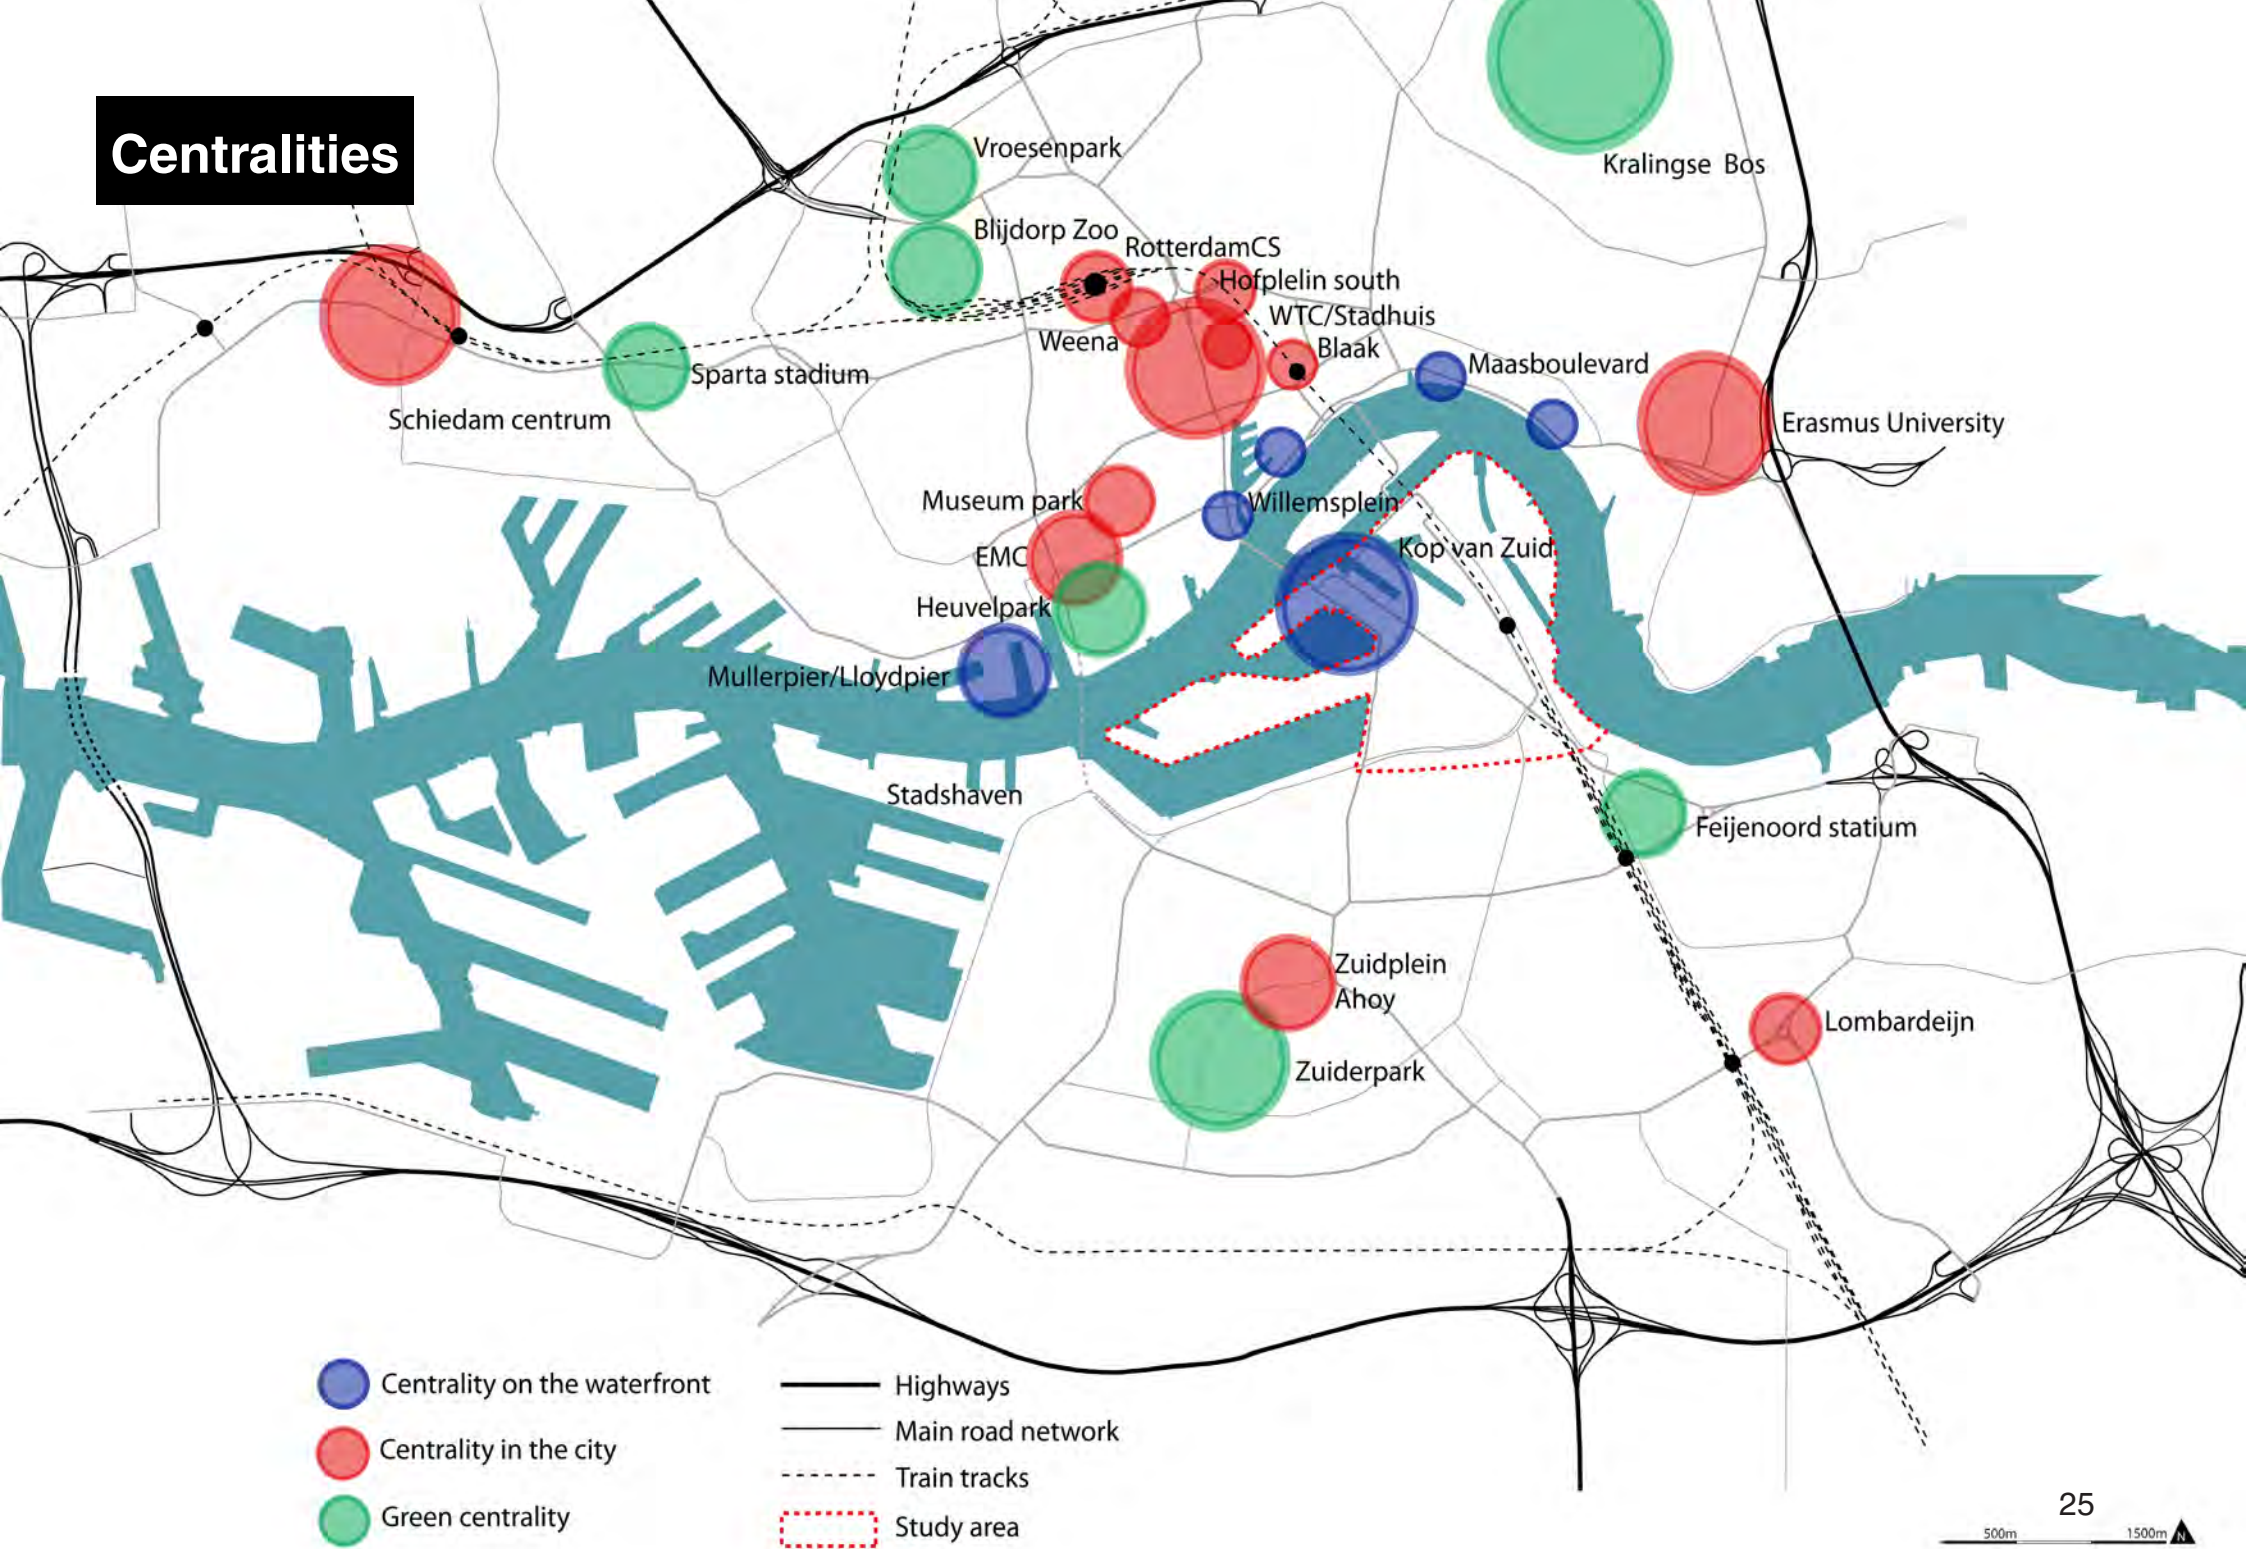 Centralities
Vroesenpark
Kralingse Bos
Blijdorp Zoo
RotterdamCS
Hofplelin south
WTC/Stadhuis
Weena
Blaak
Maasboulevard
Sparta stadium
Schiedam centrum
Erasmus University
Museum park
Willemsplein
EMC
Kop van Zuid
Heuvelpark
Mullerpier/Lloydpier
Stadshaven
Feijenoord statium
Zuidplein
Ahoy
Lombardeijn
Zuiderpark
Centrality on the waterfront
Centrality in the city
Green centrality
Highways
Main road network
Train tracks
Study area
25
500m
1500m
N